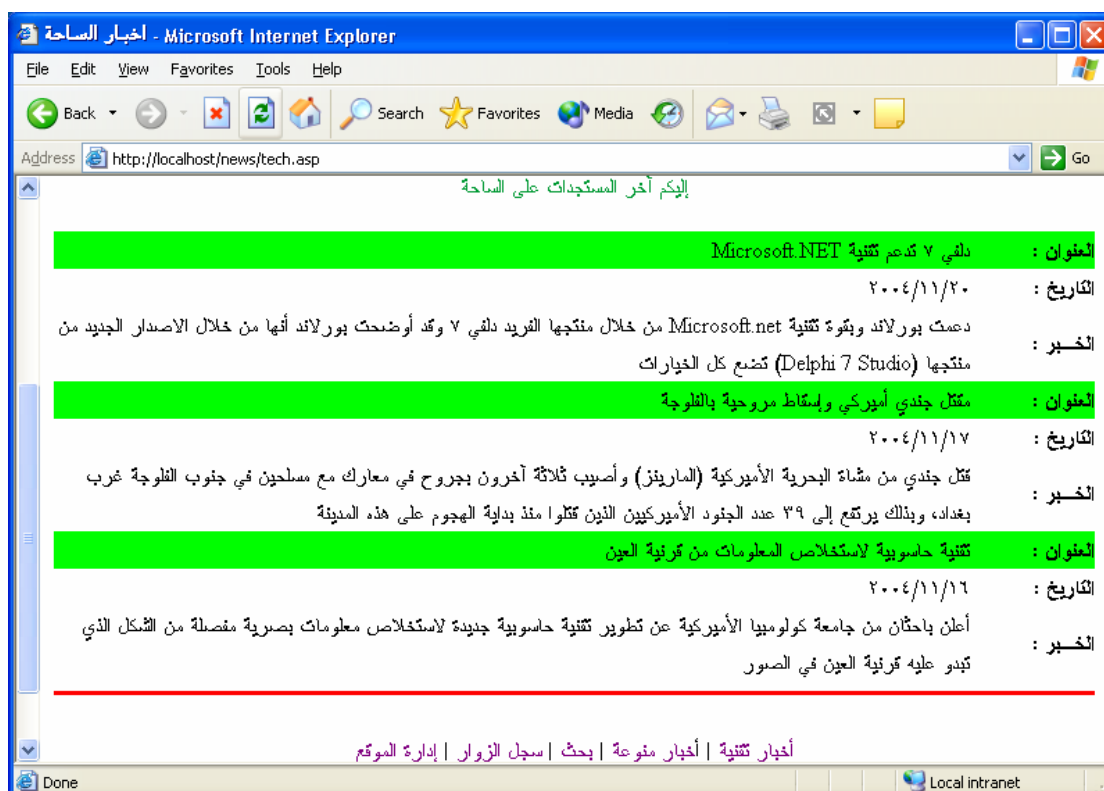 اخبار الساحة - Microsoft Internet Explorer
File Edit View Favorites Tools Help
Back Search Favorites Media
Address http://localhost/news/tech.asp Go
إليكم آخر المستجدات على الساحة
العنوان : دلفي ٧ تدعم تقنية Microsoft.NET
التاريخ : ٢٠٠٤/١١/٢٠
دعمت بورلاند وبقوة تقنية Microsoft.net من خلال منتجها الفريد دلفي ٧ وقد أوضحت بورلاند أنها من خلال الاصدار الجديد من
الخـــبر :
منتجها (Delphi 7 Studio) تضع كل الخيارات
العنوان : مقتل جندي أميركي وإسقاط مروحية بالفلوجة
التاريخ : ٢٠٠٤/١١/١٧
قتل جندي من مشاة البحرية الأميركية (المارينز) وأصيب ثلاثة آخرون بجروح في معارك مع مسلحين في جنوب الفلوجة غرب
الخـــبر :
بغداد، وبذلك يرتفع إلى ٣٩ عدد الجنود الأميركيين الذين قتلوا منذ بداية الهجوم على هذه المدينة
العنوان : تقنية حاسوبية لاستخلاص المعلومات من قرنية العين
التاريخ : ٢٠٠٤/١١/١٦
أعلن باحثان من جامعة كولومبيا الأميركية عن تطوير تقنية حاسوبية جديدة لاستخلاص معلومات بصرية مفصلة من الشكل الذي
الخـــبر :
تبدو عليه قرنية العين في الصور
أخبار تقنية | أخبار منوعة | بحث | سجل الزوار | إدارة الموقع
Done Local intranet